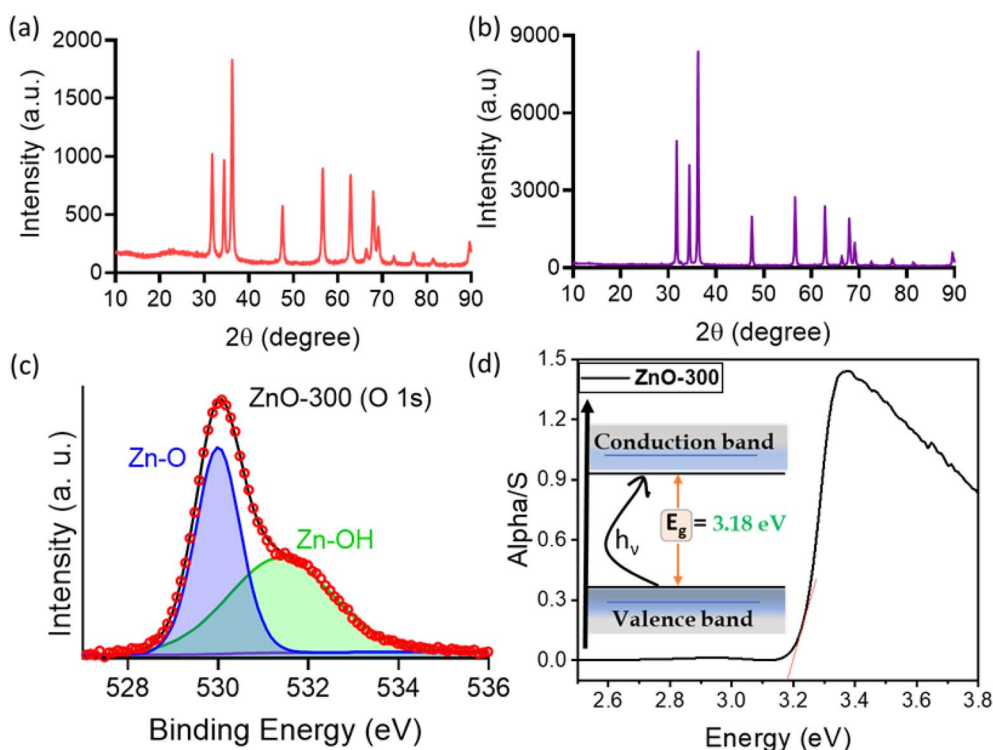 (a)
2000
1500
1000
500
0
Intensity (a.u.)
10 20 30 40 50 60 70 80 90
2θ (degree)
(b)
9000
6000
3000
0
Intensity (a.u)
10 20 30 40 50 60 70 80 90
2θ (degree)
(c)
ZnO-300 (O 1s)
Zn-O
Zn-OH
Intensity (a. u.)
528 530 532 534 536
Binding Energy (eV)
(d)
1.5
1.2
0.9
0.6
0.3
0.0
Alpha/S
ZnO-300
Conduction band
Eg = 3.18 eV
hν
Valence band
2.6 2.8 3.0 3.2 3.4 3.6 3.8
Energy (eV)